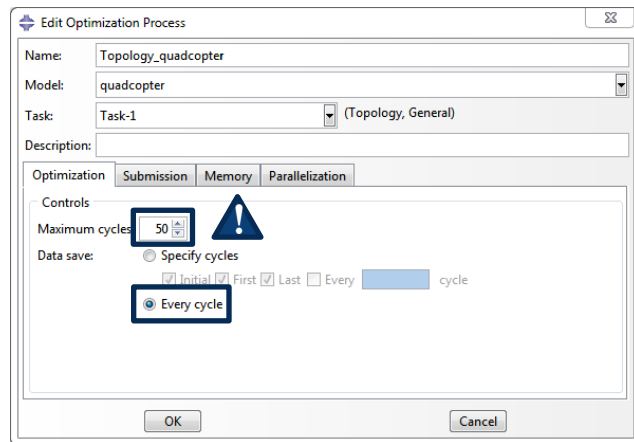 Edit Optimization Process
Name: Topology_quadcopter
Model: quadcopter
Task: Task-1 (Topology, General)
Description:
Optimization Submission Memory Parallelization
Controls
Maximum cycles 50
Data save: Specify cycles
Initial First Last Every cycle
Every cycle
OK Cancel